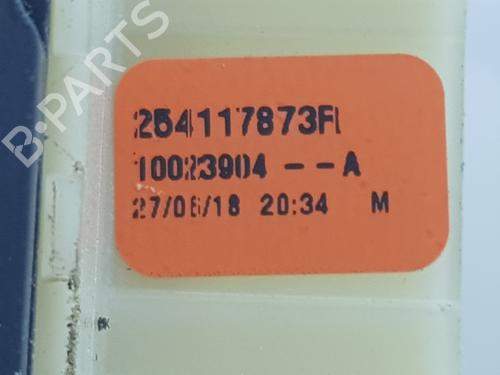 B-PARTS
254117873R
10023904 -- A
27/06/18 20:34 M